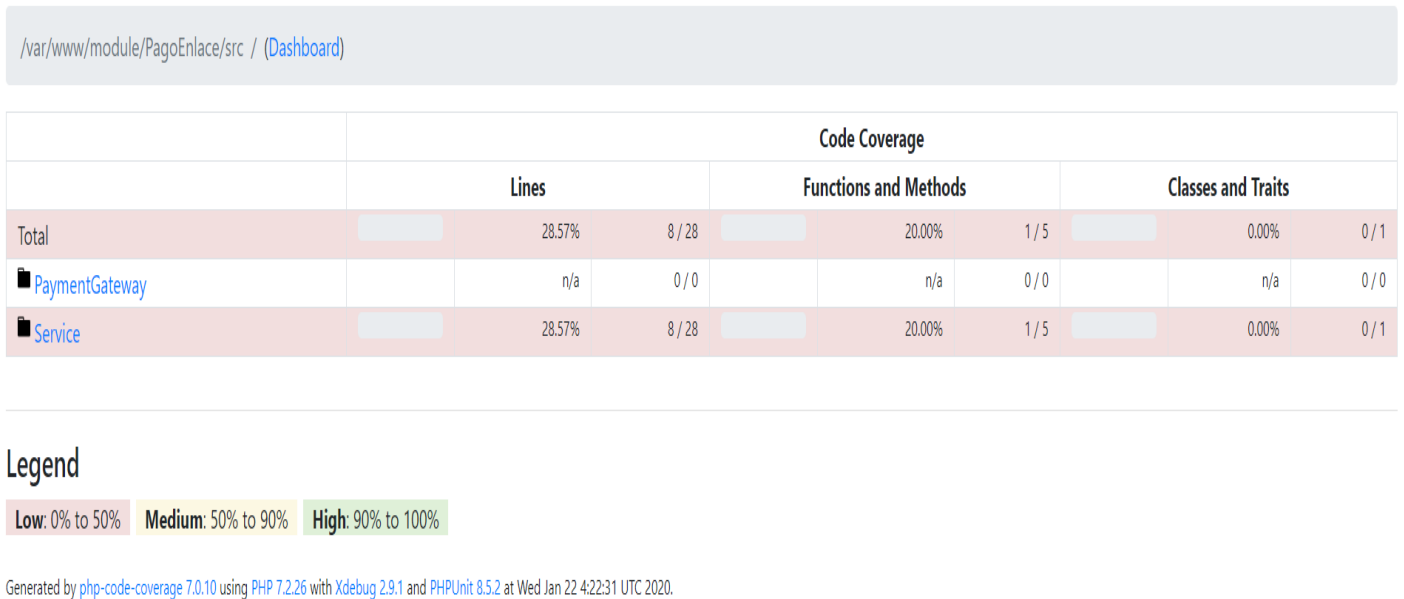 /var/www/module/PagoEnlace/src / (Dashboard)
Code Coverage
Lines Functions and Methods Classes and Traits
Total 28.57% 8 / 28 20.00% 1 / 5 0.00% 0 / 1
PaymentGateway n/a 0 / 0 n/a 0 / 0 n/a 0 / 0
Service 28.57% 8 / 28 20.00% 1 / 5 0.00% 0 / 1
Legend
Low: 0% to 50% Medium: 50% to 90% High: 90% to 100%
Generated by php-code-coverage 7.0.10 using PHP 7.2.26 with Xdebug 2.9.1 and PHPUnit 8.5.2 at Wed Jan 22 4:22:31 UTC 2020.